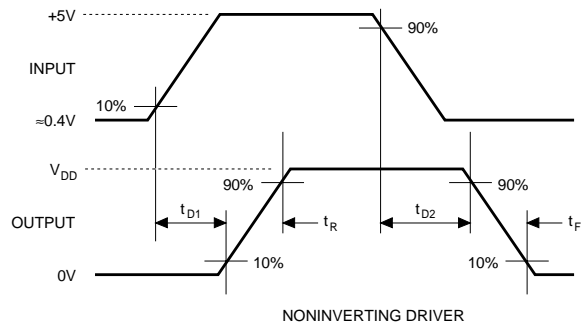 +5V
90%
INPUT
10%
≈0.4V
V_DD
90%
t_D1
t_R
t_D2
90%
t_F
OUTPUT
10%
10%
0V
NONINVERTING DRIVER